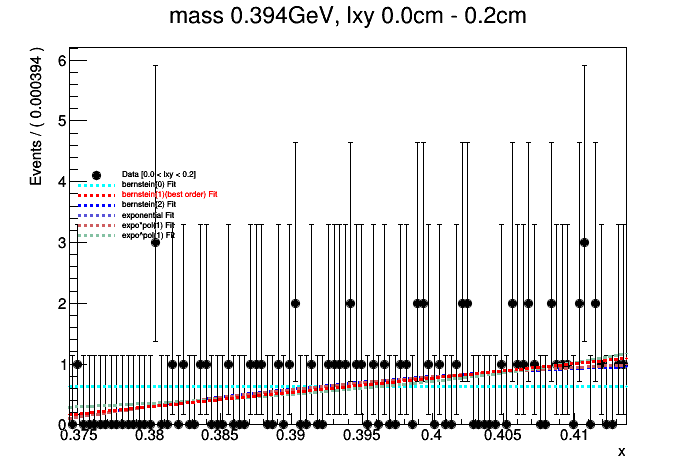 mass 0.394GeV, lxy 0.0cm - 0.2cm
Events / ( 0.000394 )
6
5
4
3
2
1
0
Data [0.0 < lxy < 0.2]
bernstein(0) Fit
bernstein(1)(best order) Fit
bernstein(2) Fit
exponential Fit
expo*pol(1) Fit
expo^pol(1) Fit
0.375 0.38 0.385 0.39 0.395 0.4 0.405 0.41
x